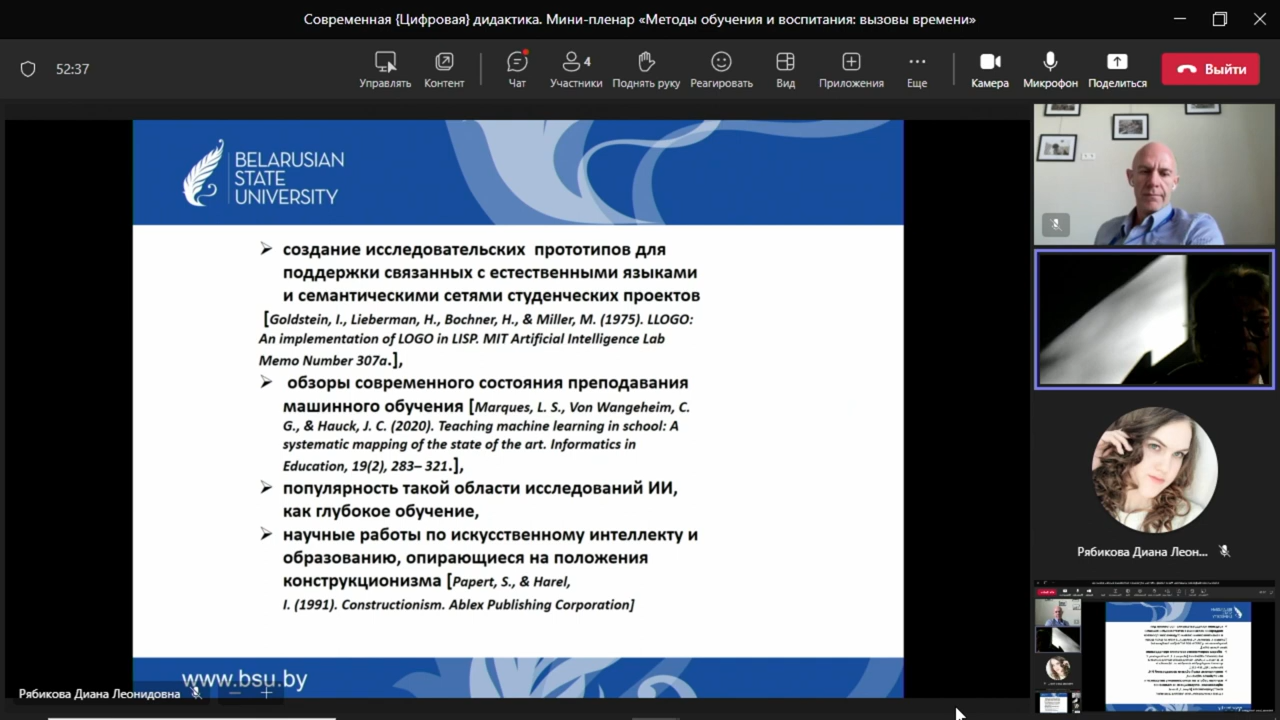 Современная {Цифровая} дидактика. Мини-пленар «Методы обучения и воспитания: вызовы времени»
52:37
Управлять
Контент
Чат
4
Участники
Поднять руку
Реагировать
Вид
Приложения
Еще
Камера
Микрофон
Поделиться
Выйти
BELARUSIAN
STATE
UNIVERSITY
создание исследовательских прототипов для
поддержки связанных с естественными языками
и семантическими сетями студенческих проектов
[Goldstein, I., Lieberman, H., Bochner, H., & Miller, M. (1975). LLOGO:
An implementation of LOGO in LISP. MIT Artificial Intelligence Lab
Memo Number 307a.],
обзоры современного состояния преподавания
машинного обучения [Marques, L. S., Von Wangeheim, C.
G., & Hauck, J. C. (2020). Teaching machine learning in school: A
systematic mapping of the state of the art. Informatics in
Education, 19(2), 283– 321.],
популярность такой области исследований ИИ,
как глубокое обучение,
научные работы по искусственному интеллекту и
образованию, опирающиеся на положения
конструкционизма [Papert, S., & Harel,
I. (1991). Constructionism. Ablex Publishing Corporation]
bsu.by
Диана Леонидов
Рябикова Диана Леон...